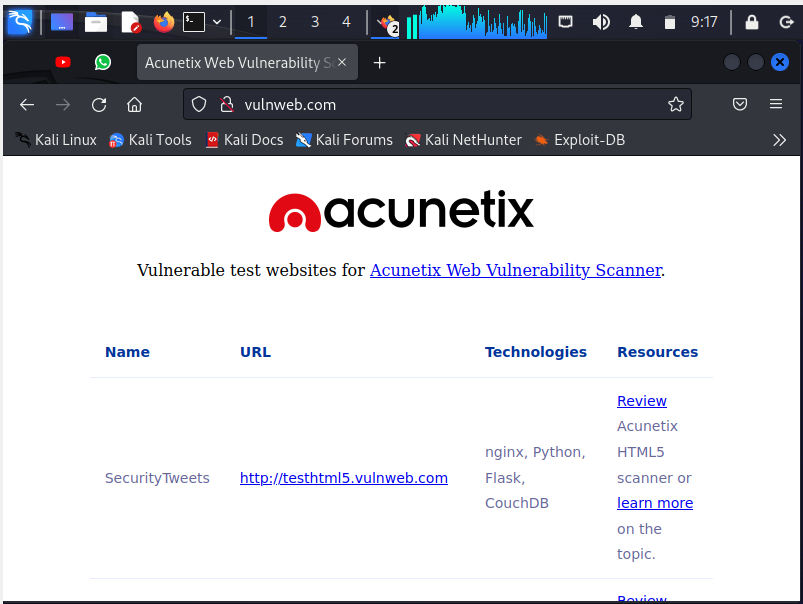 1 2 3 4 2 9:17
Acunetix Web Vulnerability S
vulnweb.com
Kali Linux Kali Tools Kali Docs Kali Forums Kali NetHunter Exploit-DB
acunetix
Vulnerable test websites for Acunetix Web Vulnerability Scanner.
Name URL Technologies Resources
SecurityTweets
http://testhtml5.vulnweb.com
nginx, Python,
Flask,
CouchDB
Review
Acunetix
HTML5
scanner or
learn more
on the
topic.
Review